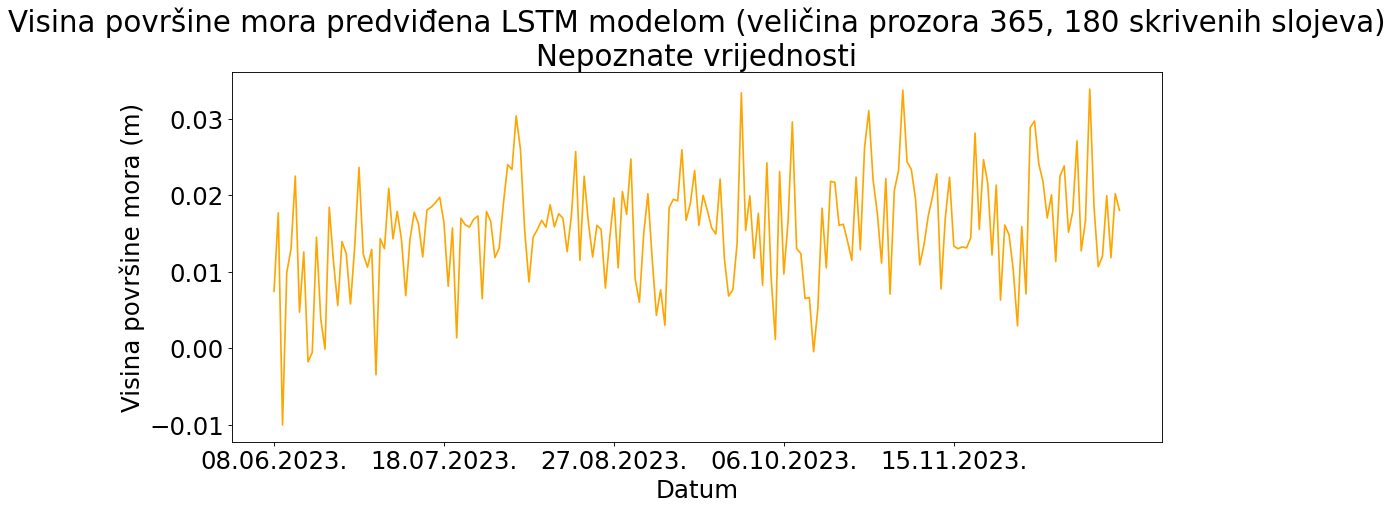 Visina površine mora predviđena LSTM modelom (veličina prozora 365, 180 skrivenih slojeva)
Nepoznate vrijednosti
Visina površine mora (m)
0.03
0.02
0.01
0.00
−0.01
08.06.2023. 18.07.2023. 27.08.2023. 06.10.2023. 15.11.2023.
Datum